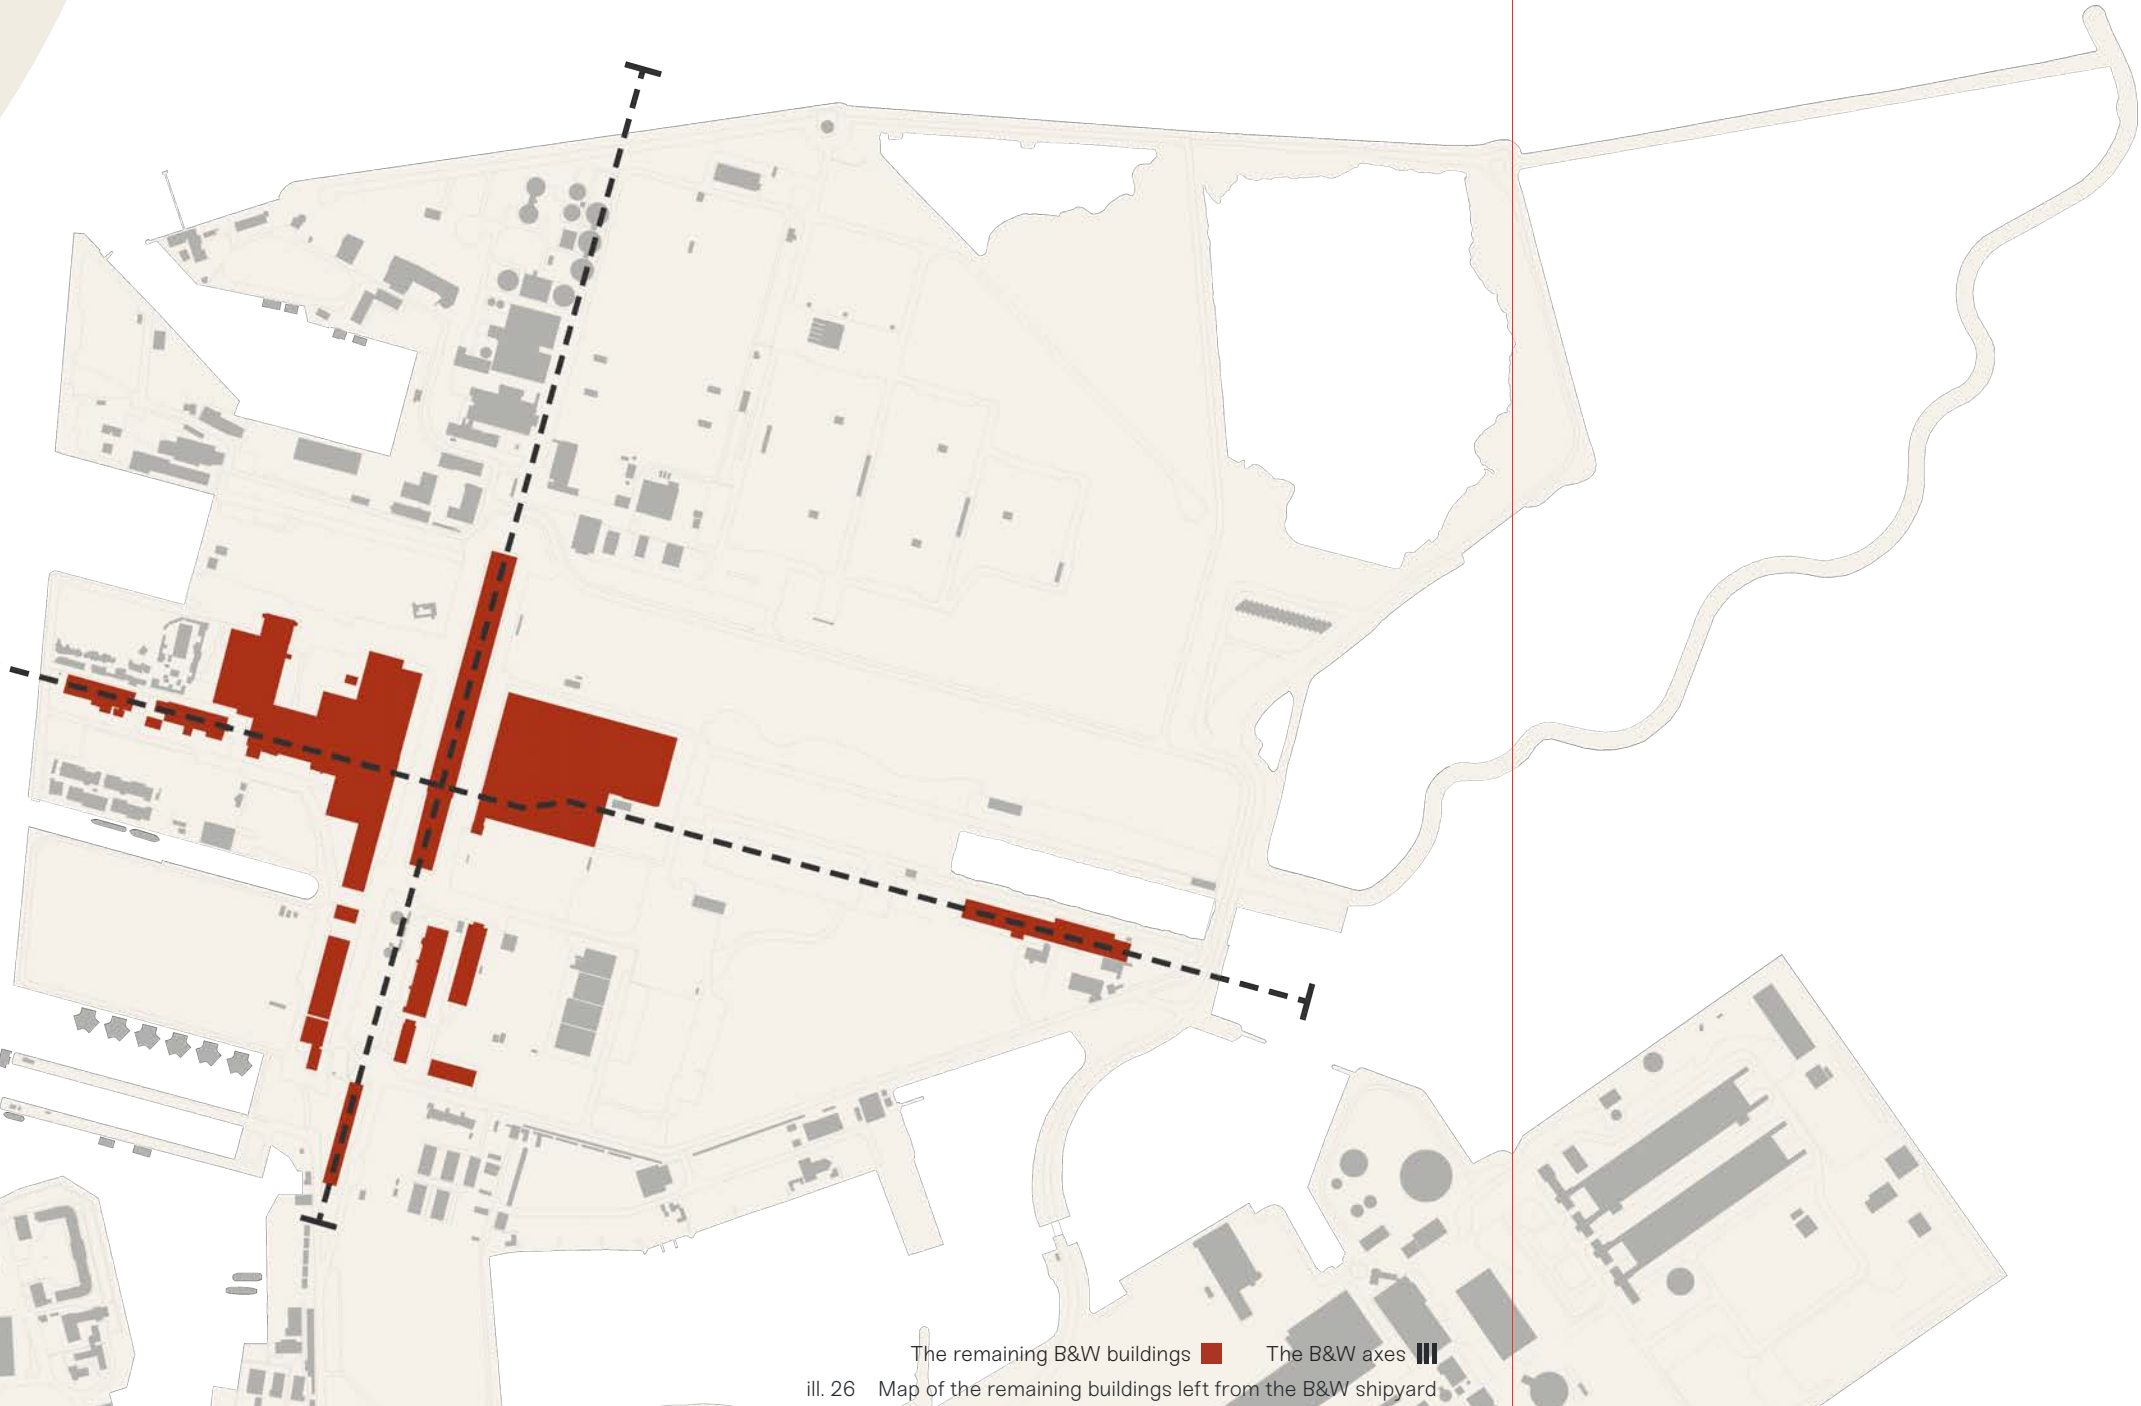 The remaining B&W buildings The B&W axes
ill. 26 Map of the remaining buildings left from the B&W shipyard